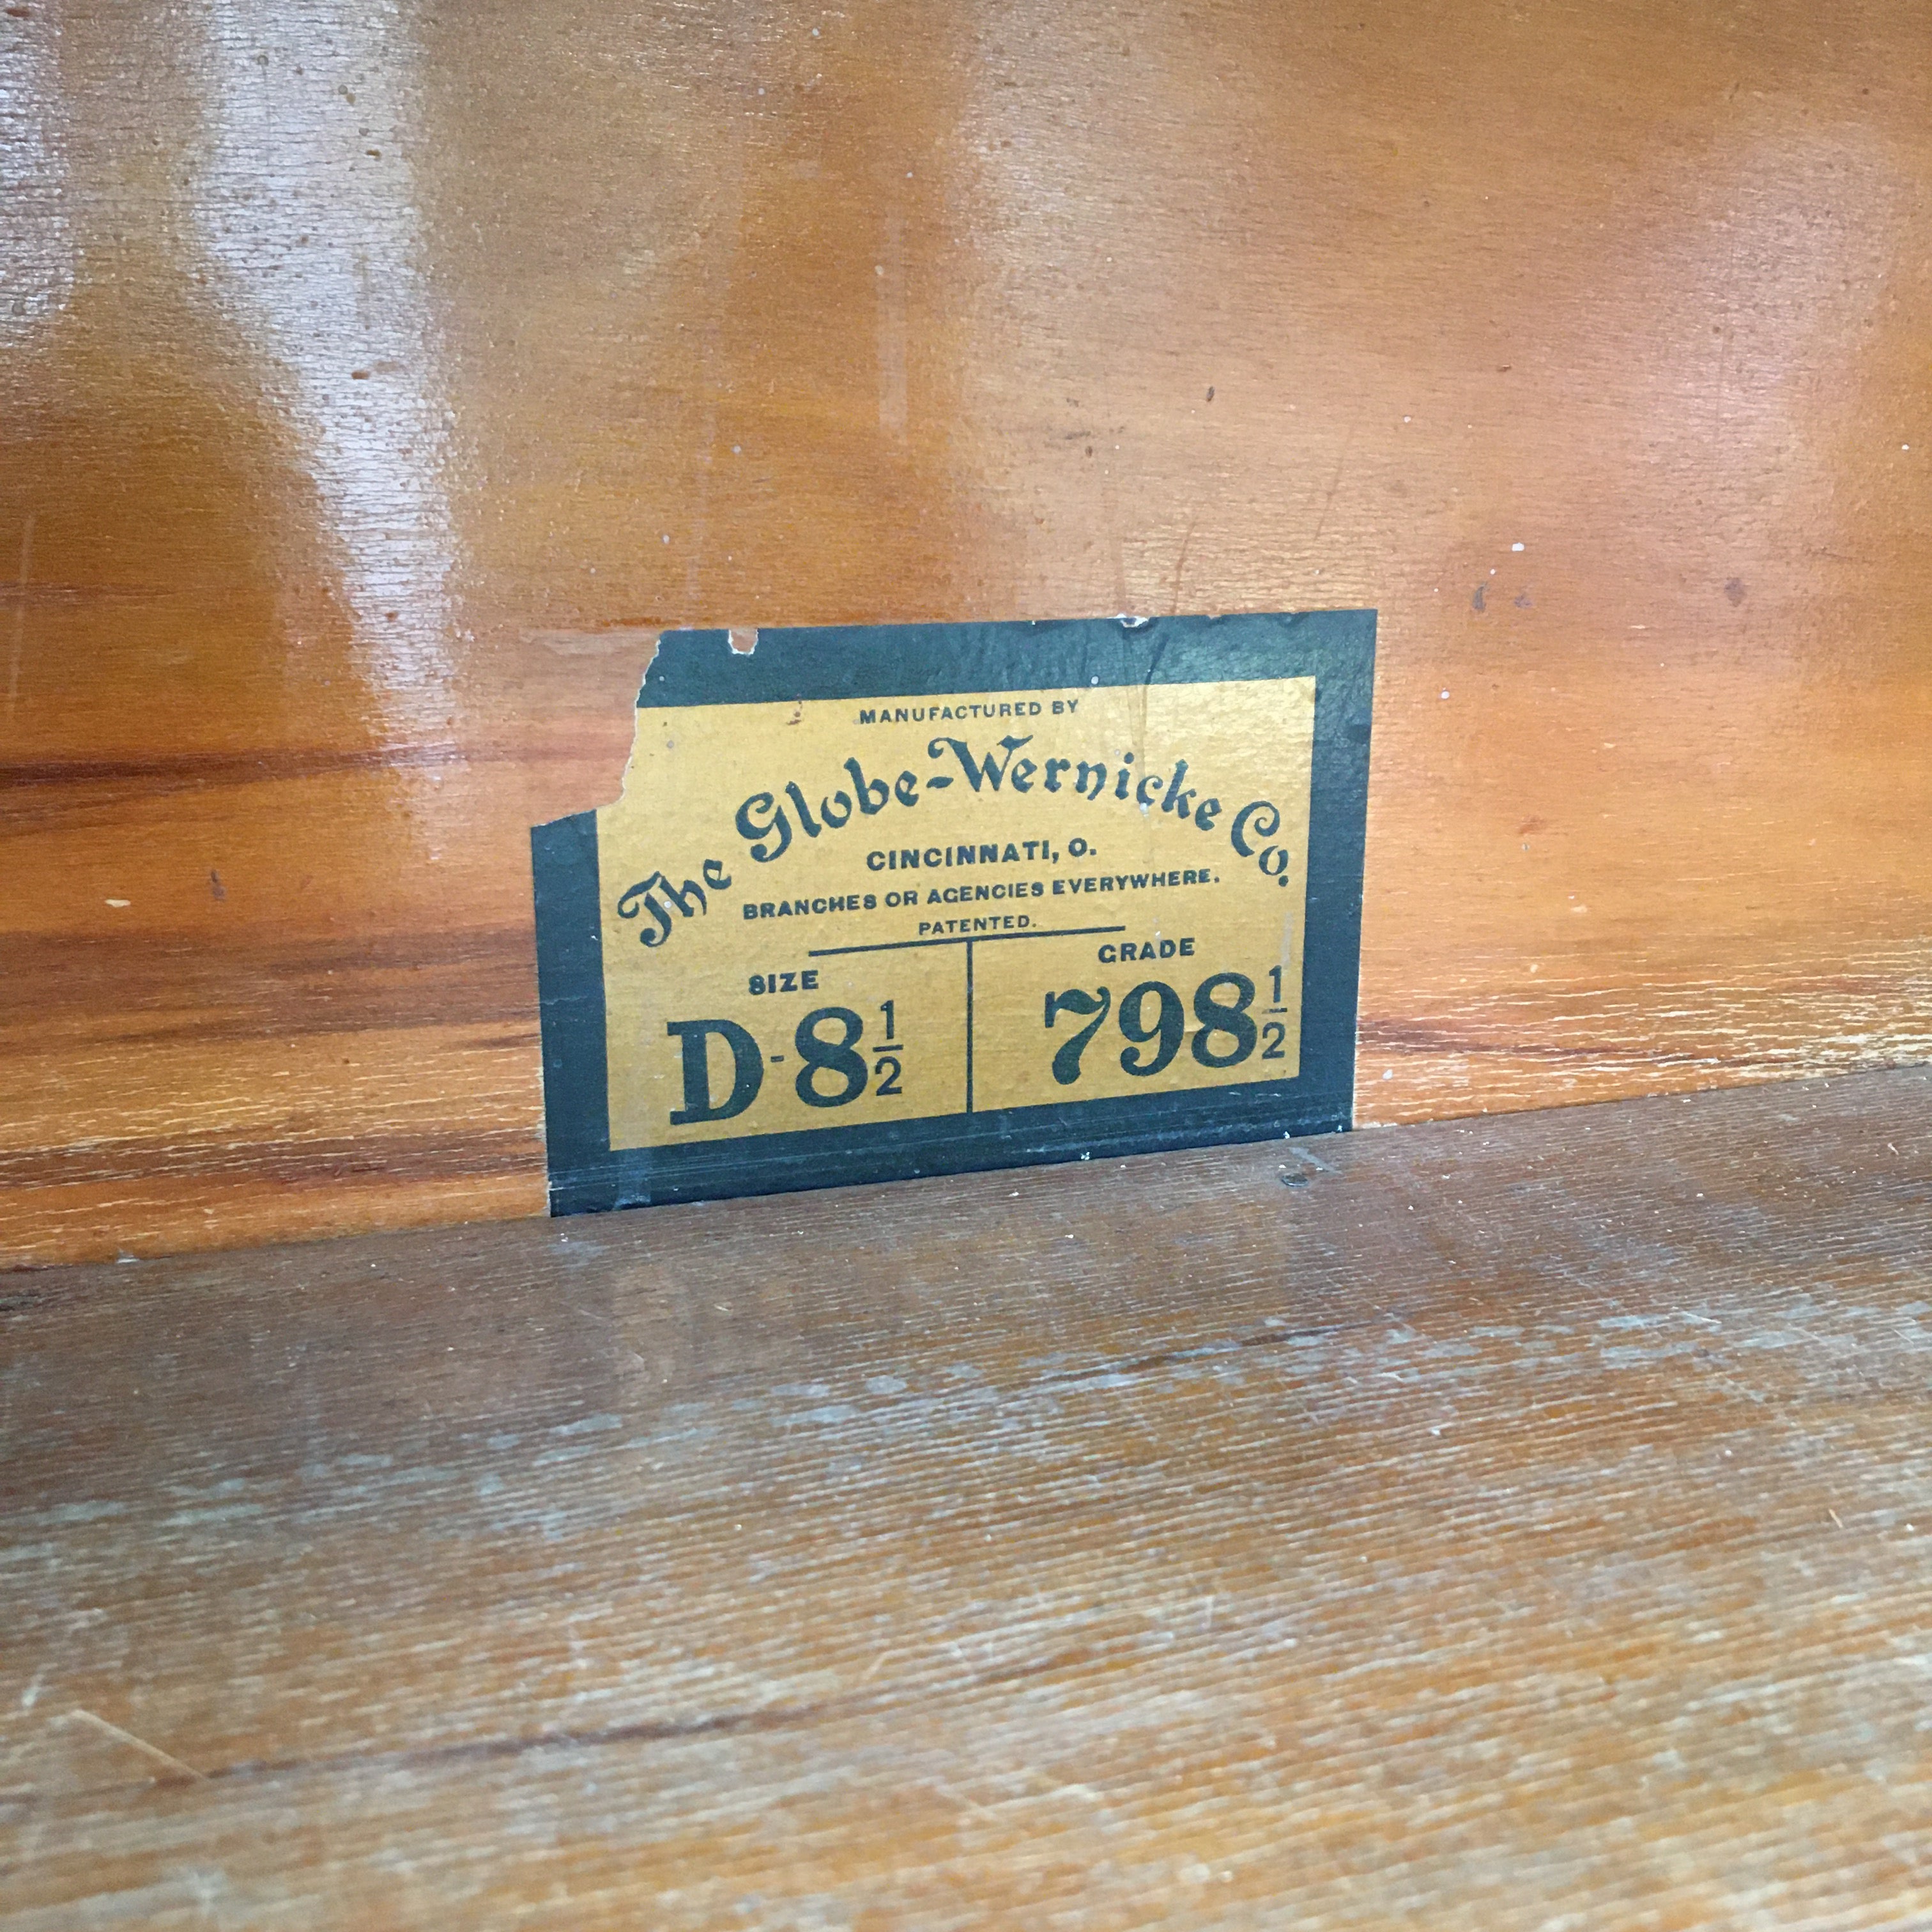 MANUFACTURED BY
The Globe-Wernicke Co.
CINCINNATI, O.
BRANCHES OR AGENCIES EVERYWHERE.
PATENTED.
SIZE GRADE
D-8½ 798½